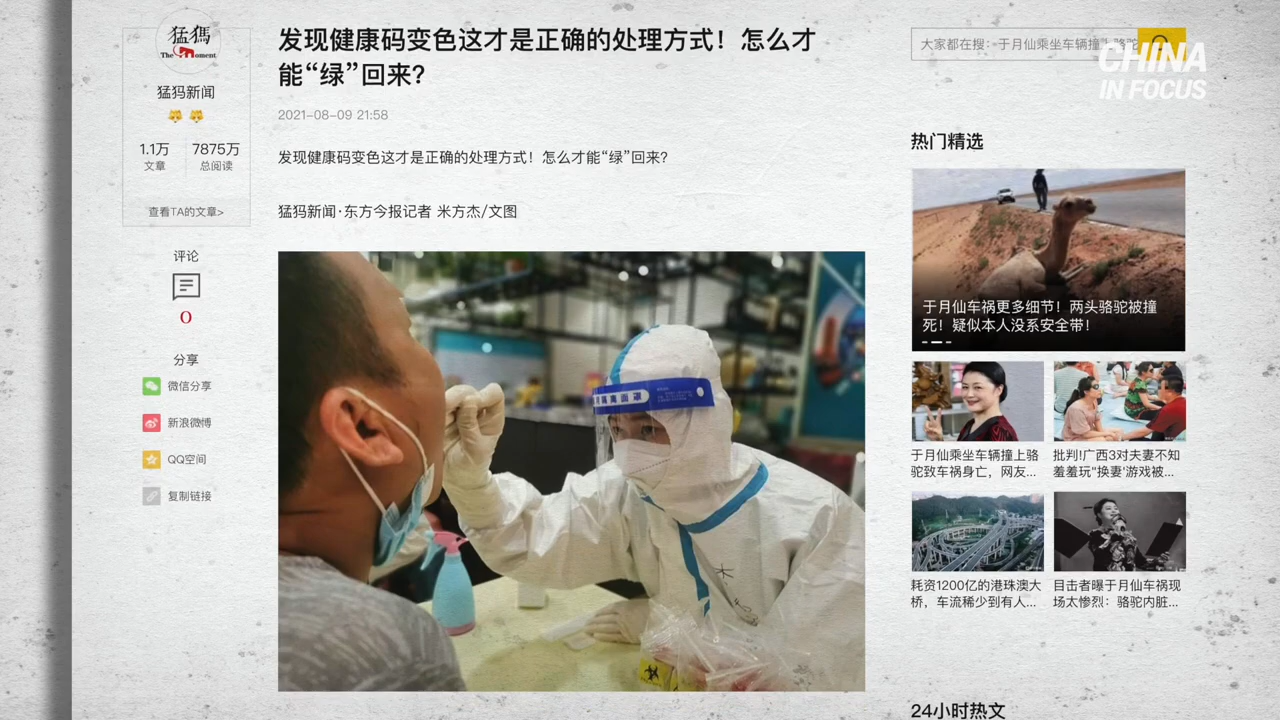 猛犸
The Moment
猛犸新闻
1.1万
文章
7875万
总阅读
查看TA的文章>
评论
0
分享
微信分享
新浪微博
QQ空间
复制链接
发现健康码变色这才是正确的处理方式！怎么才
能“绿”回来？
2021-08-09 21:58
发现健康码变色这才是正确的处理方式！怎么才能“绿”回来？
猛犸新闻·东方今报记者 米方杰/文图
隔离面罩
大家都在搜：于月仙乘坐车辆撞上骆驼
CHINA
IN FOCUS
热门精选
于月仙车祸更多细节！两头骆驼被撞
死！疑似本人没系安全带！
于月仙乘坐车辆撞上骆
驼致车祸身亡，网友...
批判!广西3对夫妻不知
羞羞玩"换妻'游戏被...
耗资1200亿的港珠澳大
桥，车流稀少到有人...
目击者曝于月仙车祸现
场太惨烈：骆驼内脏...
24小时热文